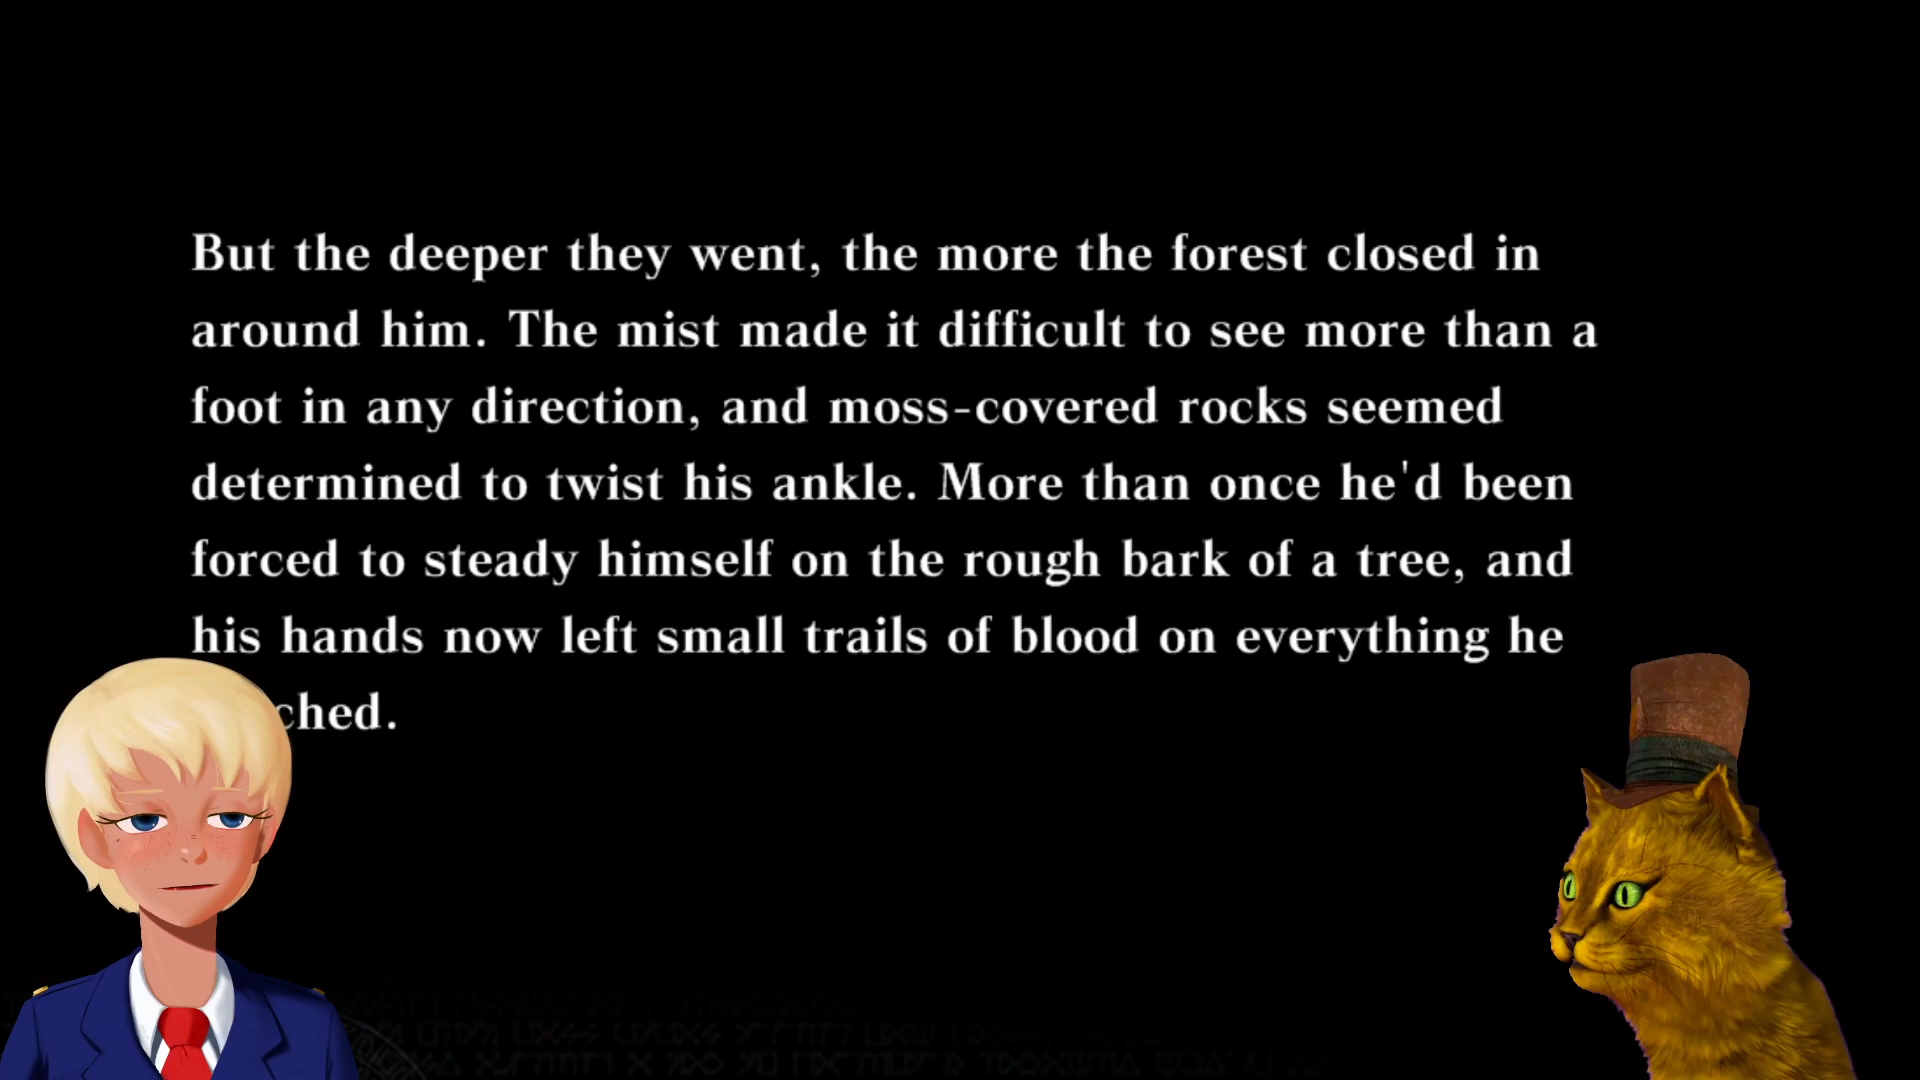 But the deeper they went, the more the forest closed in
around him. The mist made it difficult to see more than a
foot in any direction, and moss-covered rocks seemed
determined to twist his ankle. More than once he'd been
forced to steady himself on the rough bark of a tree, and
his hands now left small trails of blood on everything he
ched.